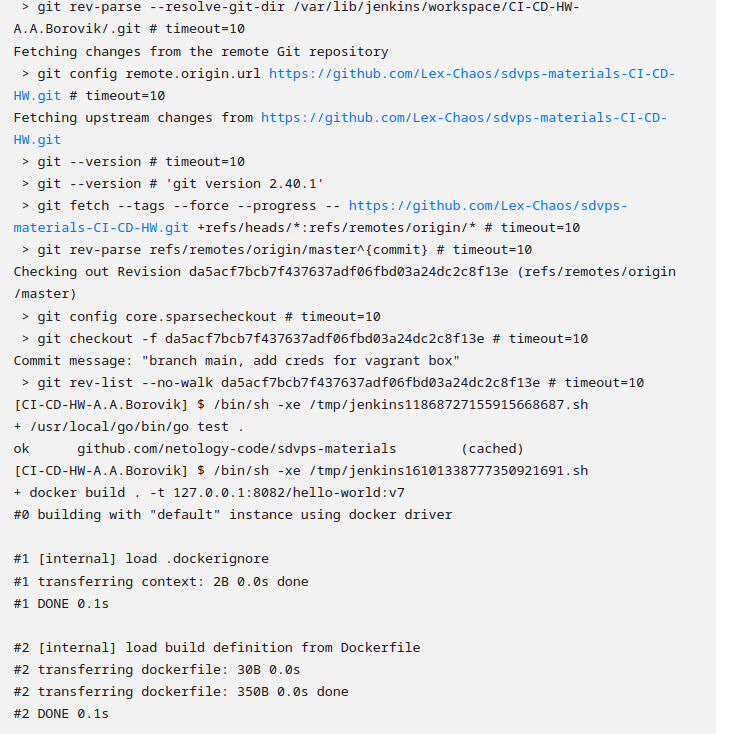 > git rev-parse --resolve-git-dir /var/lib/jenkins/workspace/CI-CD-HW-
A.A.Borovik/.git # timeout=10
Fetching changes from the remote Git repository
> git config remote.origin.url https://github.com/Lex-Chaos/sdvps-materials-CI-CD-
HW.git # timeout=10
Fetching upstream changes from https://github.com/Lex-Chaos/sdvps-materials-CI-CD-
HW.git
> git --version # timeout=10
> git --version # 'git version 2.40.1'
> git fetch --tags --force --progress -- https://github.com/Lex-Chaos/sdvps-
materials-CI-CD-HW.git +refs/heads/*:refs/remotes/origin/* # timeout=10
> git rev-parse refs/remotes/origin/master^{commit} # timeout=10
Checking out Revision da5acf7bcb7f437637adf06fbd03a24dc2c8f13e (refs/remotes/origin
/master)
> git config core.sparsecheckout # timeout=10
> git checkout -f da5acf7bcb7f437637adf06fbd03a24dc2c8f13e # timeout=10
Commit message: "branch main, add creds for vagrant box"
> git rev-list --no-walk da5acf7bcb7f437637adf06fbd03a24dc2c8f13e # timeout=10
[CI-CD-HW-A.A.Borovik] $ /bin/sh -xe /tmp/jenkins11868727155915668687.sh
+ /usr/local/go/bin/go test .
ok      github.com/netology-code/sdvps-materials        (cached)
[CI-CD-HW-A.A.Borovik] $ /bin/sh -xe /tmp/jenkins16101338777350921691.sh
+ docker build . -t 127.0.0.1:8082/hello-world:v7
#0 building with "default" instance using docker driver
#1 [internal] load .dockerignore
#1 transferring context: 2B 0.0s done
#1 DONE 0.1s
#2 [internal] load build definition from Dockerfile
#2 transferring dockerfile: 30B 0.0s
#2 transferring dockerfile: 350B 0.0s done
#2 DONE 0.1s